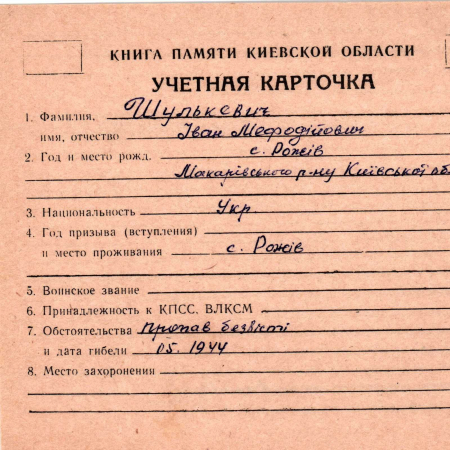 КНИГА ПАМЯТИ КИЕВСКОЙ ОБЛАСТИ
УЧЕТНАЯ КАРТОЧКА
1. Фамилия, Шулькевич
имя, отчество Іван Мефодійович
2. Год и место рожд. с. Рожів
Макарівського р-ну Київської об
3. Национальность Укр.
4. Год призыва (вступления)
и место проживания с. Рожів
5. Воинское звание
6. Принадлежность к КПСС, ВЛКСМ
7. Обстоятельства пропав безвісті
и дата гибели 05. 1944
8. Место захоронения